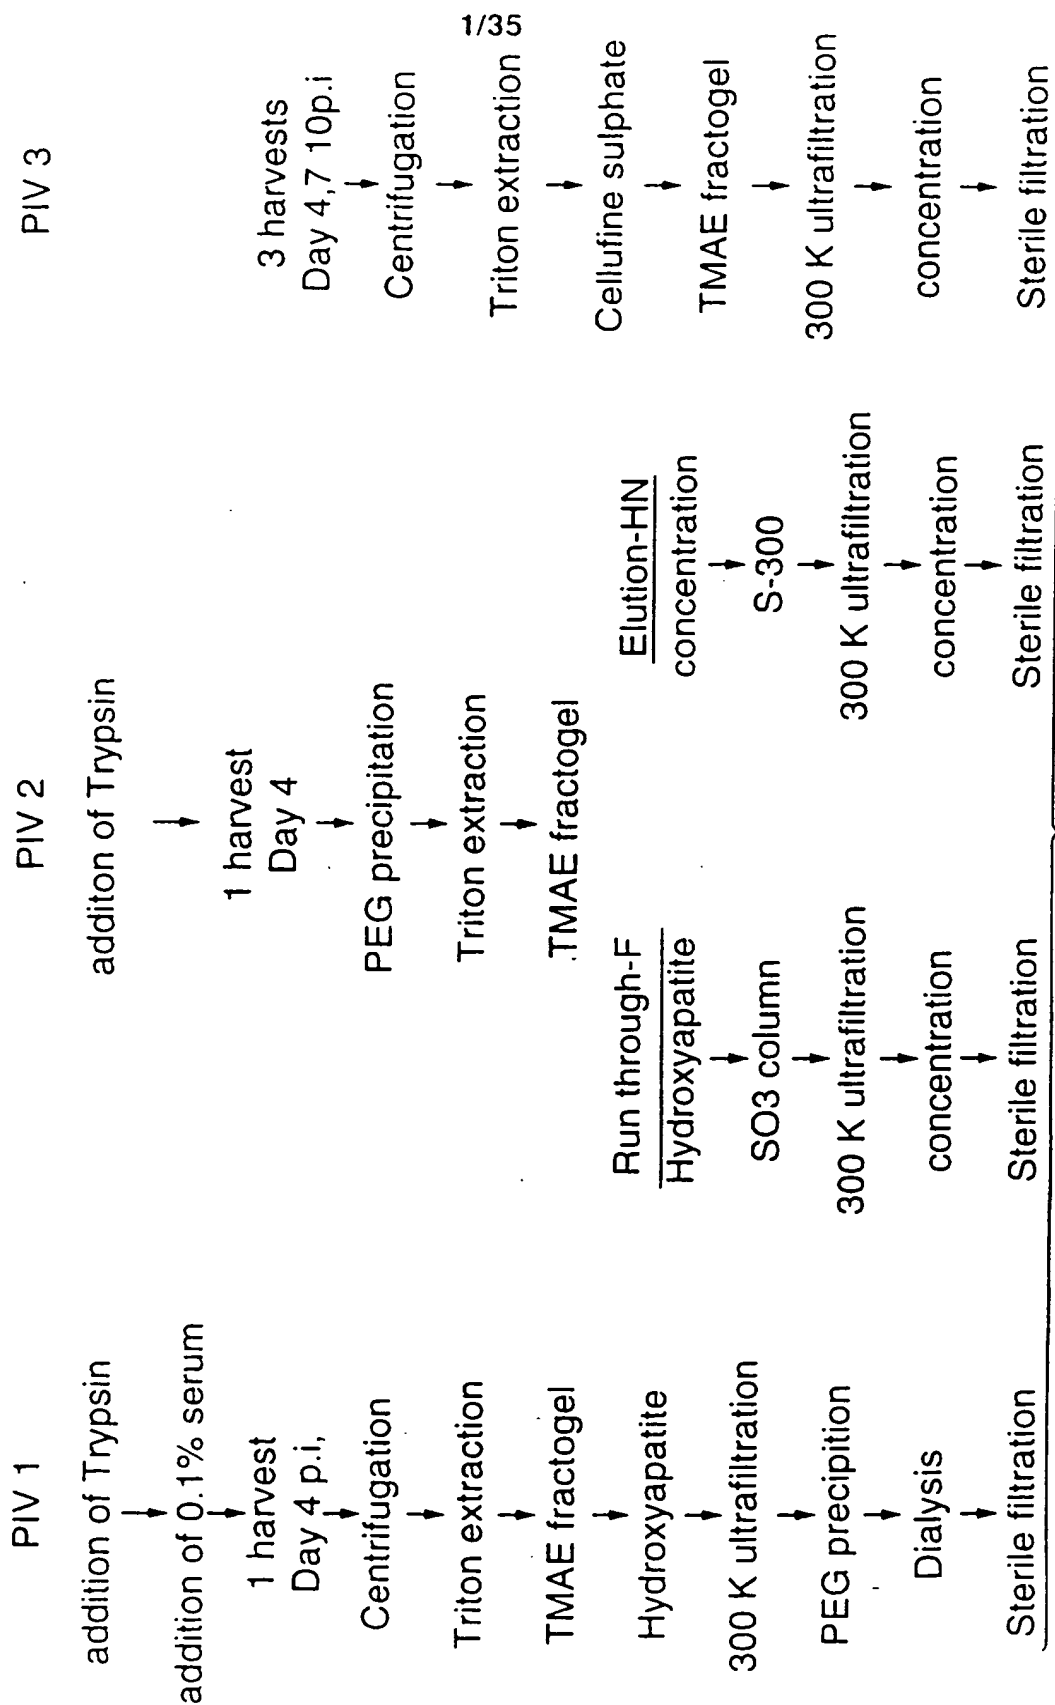 1/35
PIV 1
addition of Trypsin
addition of 0.1% serum
1 harvest
Day 4 p.i,
Centrifugation
Triton extraction
TMAE fractogel
Hydroxyapatite
300 K ultrafiltration
PEG precipition
Dialysis
Sterile filtration
PIV 2
additon of Trypsin
1 harvest
Day 4
PEG precipitation
Triton extraction
TMAE fractogel
Run through-F
Hydroxyapatite
SO3 column
300 K ultrafiltration
concentration
Sterile filtration
Elution-HN
concentration
S-300
300 K ultrafiltration
concentration
Sterile filtration
PIV 3
3 harvests
Day 4,7 10p.i
Centrifugation
Triton extraction
Cellufine sulphate
TMAE fractogel
300 K ultrafiltration
concentration
Sterile filtration